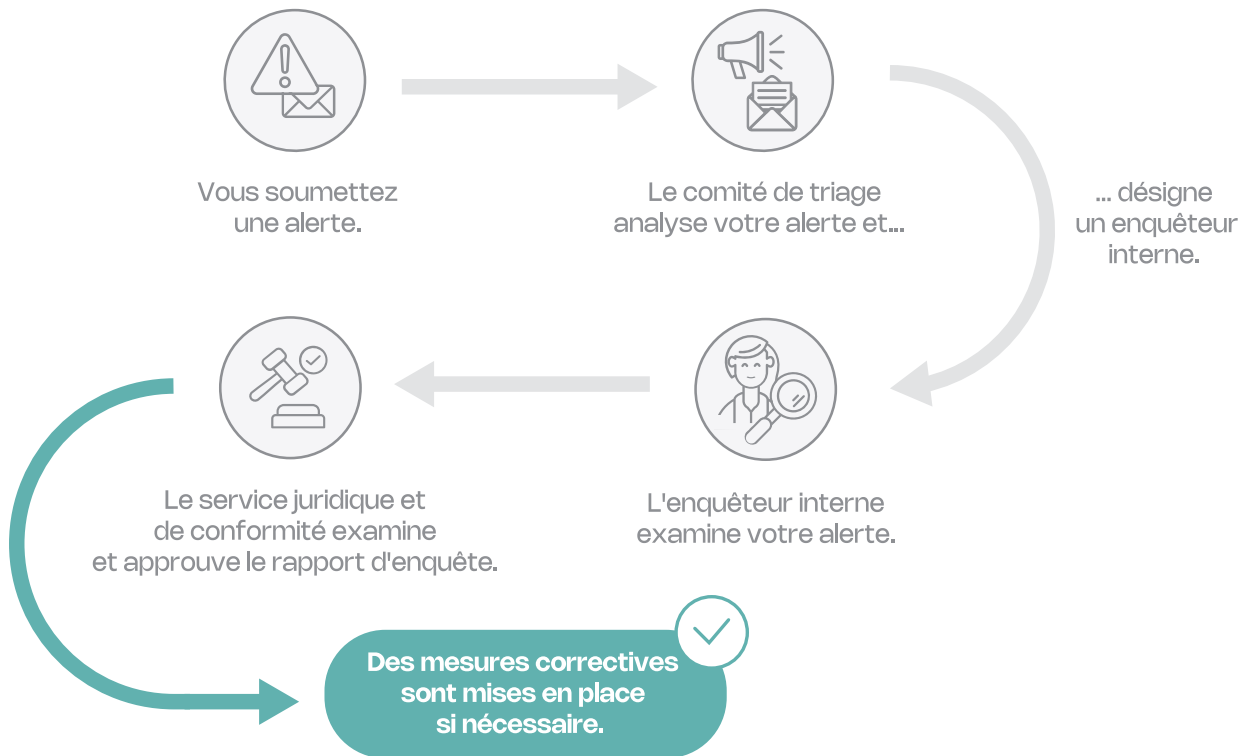 Vous soumettez
une alerte.
Le comité de triage
analyse votre alerte et...
... désigne
un enquêteur
interne.
L'enquêteur interne
examine votre alerte.
Le service juridique et
de conformité examine
et approuve le rapport d'enquête.
Des mesures correctives
sont mises en place
si nécessaire.